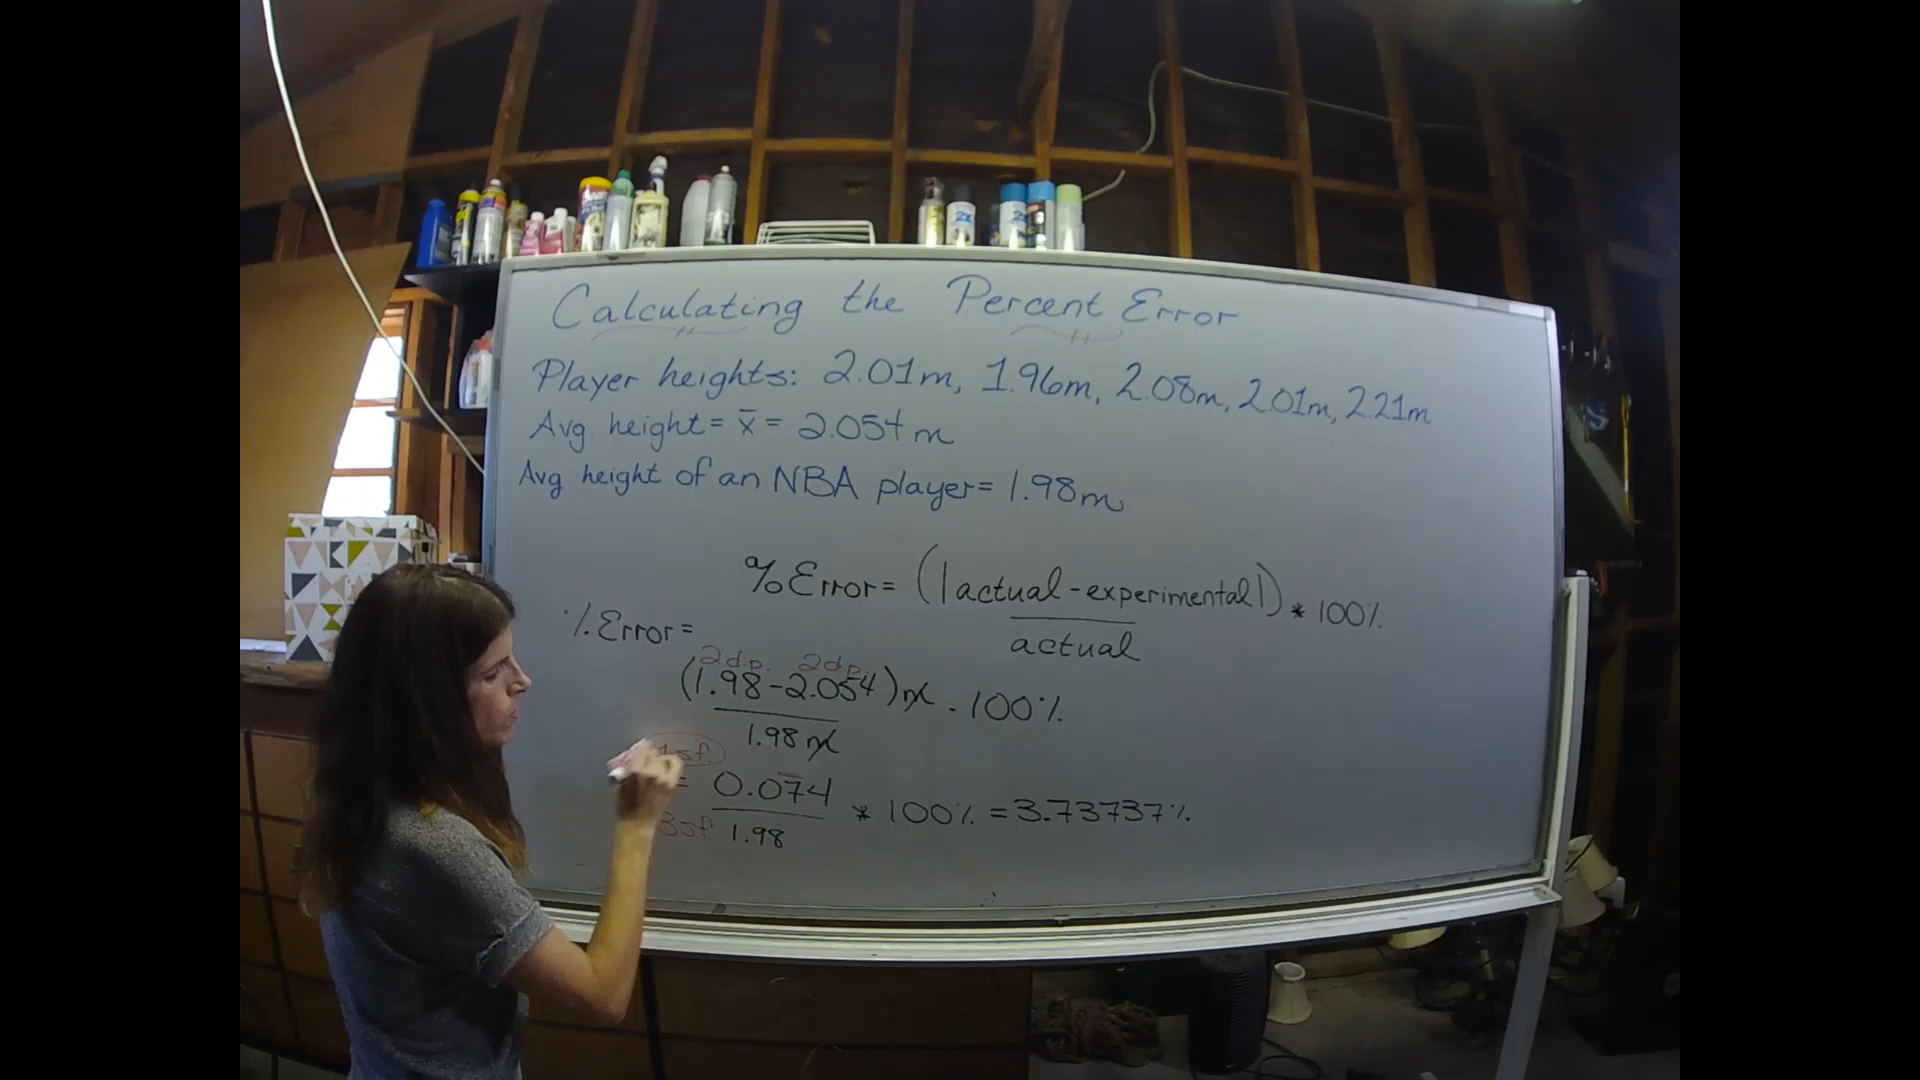 Calculating the Percent Error
Player heights: 2.01m, 1.96m, 2.08m, 2.01m, 2.21m
Avg. height = x̄ = 2.054 m
Avg height of an NBA player = 1.98m
% Error = (|actual - experimental|) * 100%
actual
% Error =
2d.p. 2d.p.
(1.98 - 2.054) m · 100%
1.98 m
1sf.
= 0.074 * 100% = 3.73737%
3sf 1.98